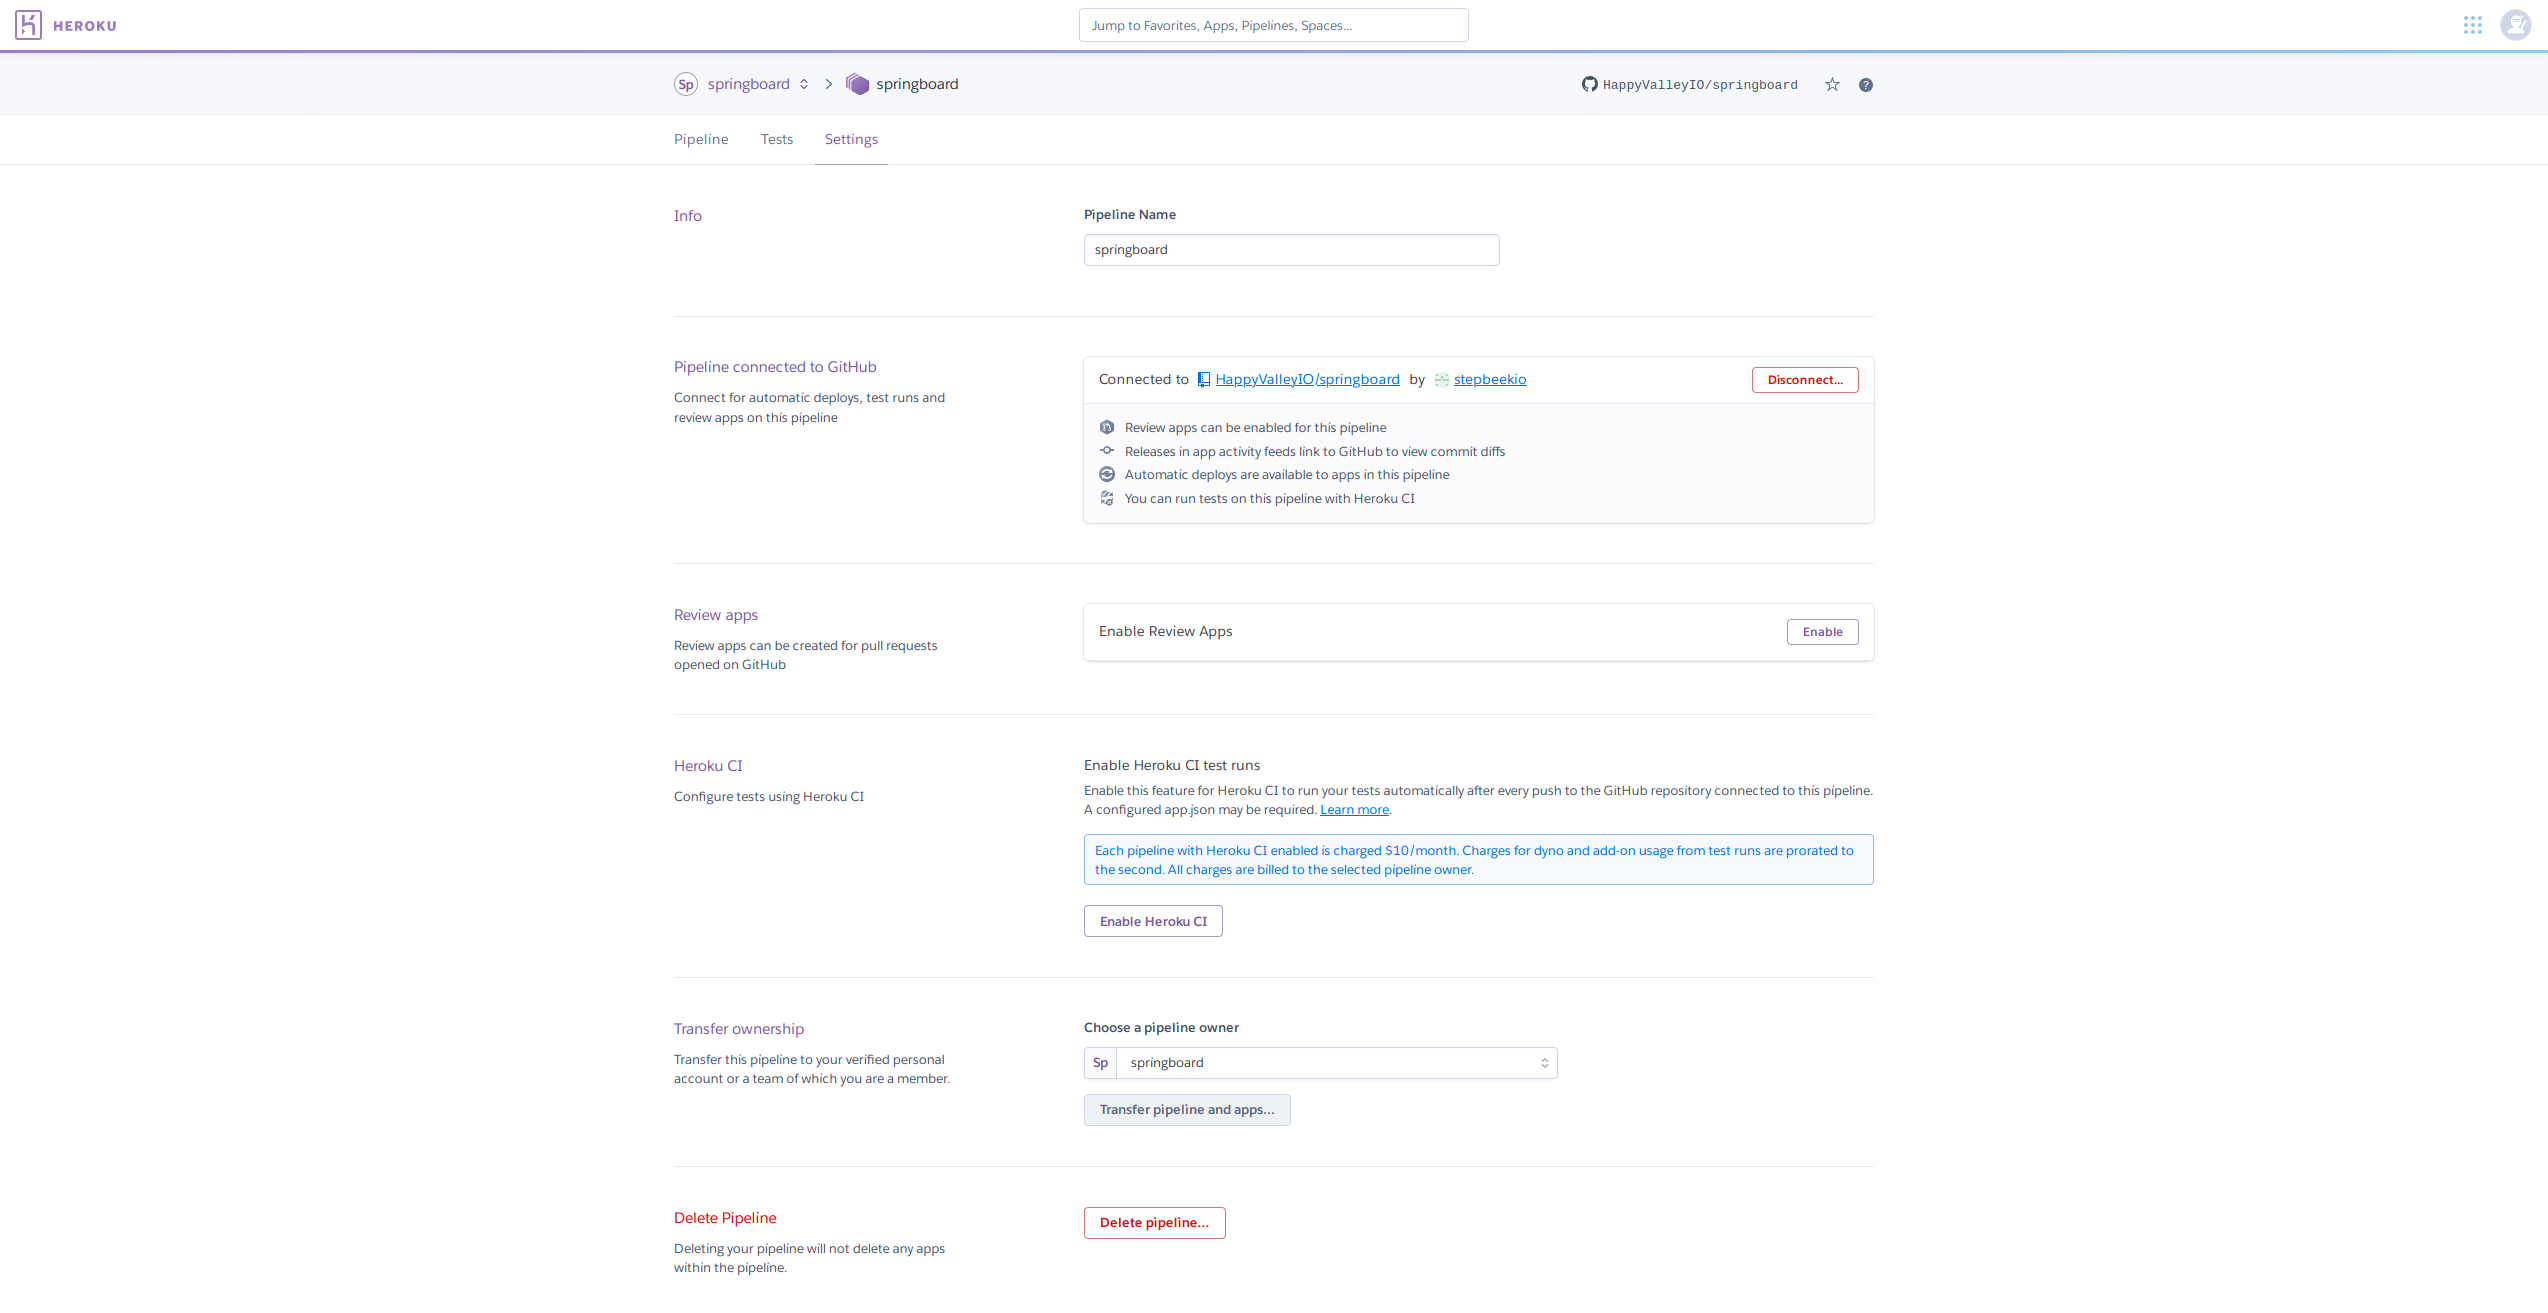 HEROKU
Jump to Favorites, Apps, Pipelines, Spaces...
Sp springboard springboard
HappyValleyIO/springboard ?
Pipeline Tests Settings
Info
Pipeline Name
springboard
Pipeline connected to GitHub
Connect for automatic deploys, test runs and
review apps on this pipeline
Connected to HappyValleyIO/springboard by stepbeekio
Disconnect...
Review apps can be enabled for this pipeline
Releases in app activity feeds link to GitHub to view commit diffs
Automatic deploys are available to apps in this pipeline
You can run tests on this pipeline with Heroku CI
Review apps
Review apps can be created for pull requests
opened on GitHub
Enable Review Apps
Enable
Heroku CI
Configure tests using Heroku CI
Enable Heroku CI test runs
Enable this feature for Heroku CI to run your tests automatically after every push to the GitHub repository connected to this pipeline.
A configured app.json may be required. Learn more.
Each pipeline with Heroku CI enabled is charged $10/month. Charges for dyno and add-on usage from test runs are prorated to
the second. All charges are billed to the selected pipeline owner.
Enable Heroku CI
Transfer ownership
Transfer this pipeline to your verified personal
account or a team of which you are a member.
Choose a pipeline owner
Sp springboard
Transfer pipeline and apps...
Delete Pipeline
Deleting your pipeline will not delete any apps
within the pipeline.
Delete pipeline...